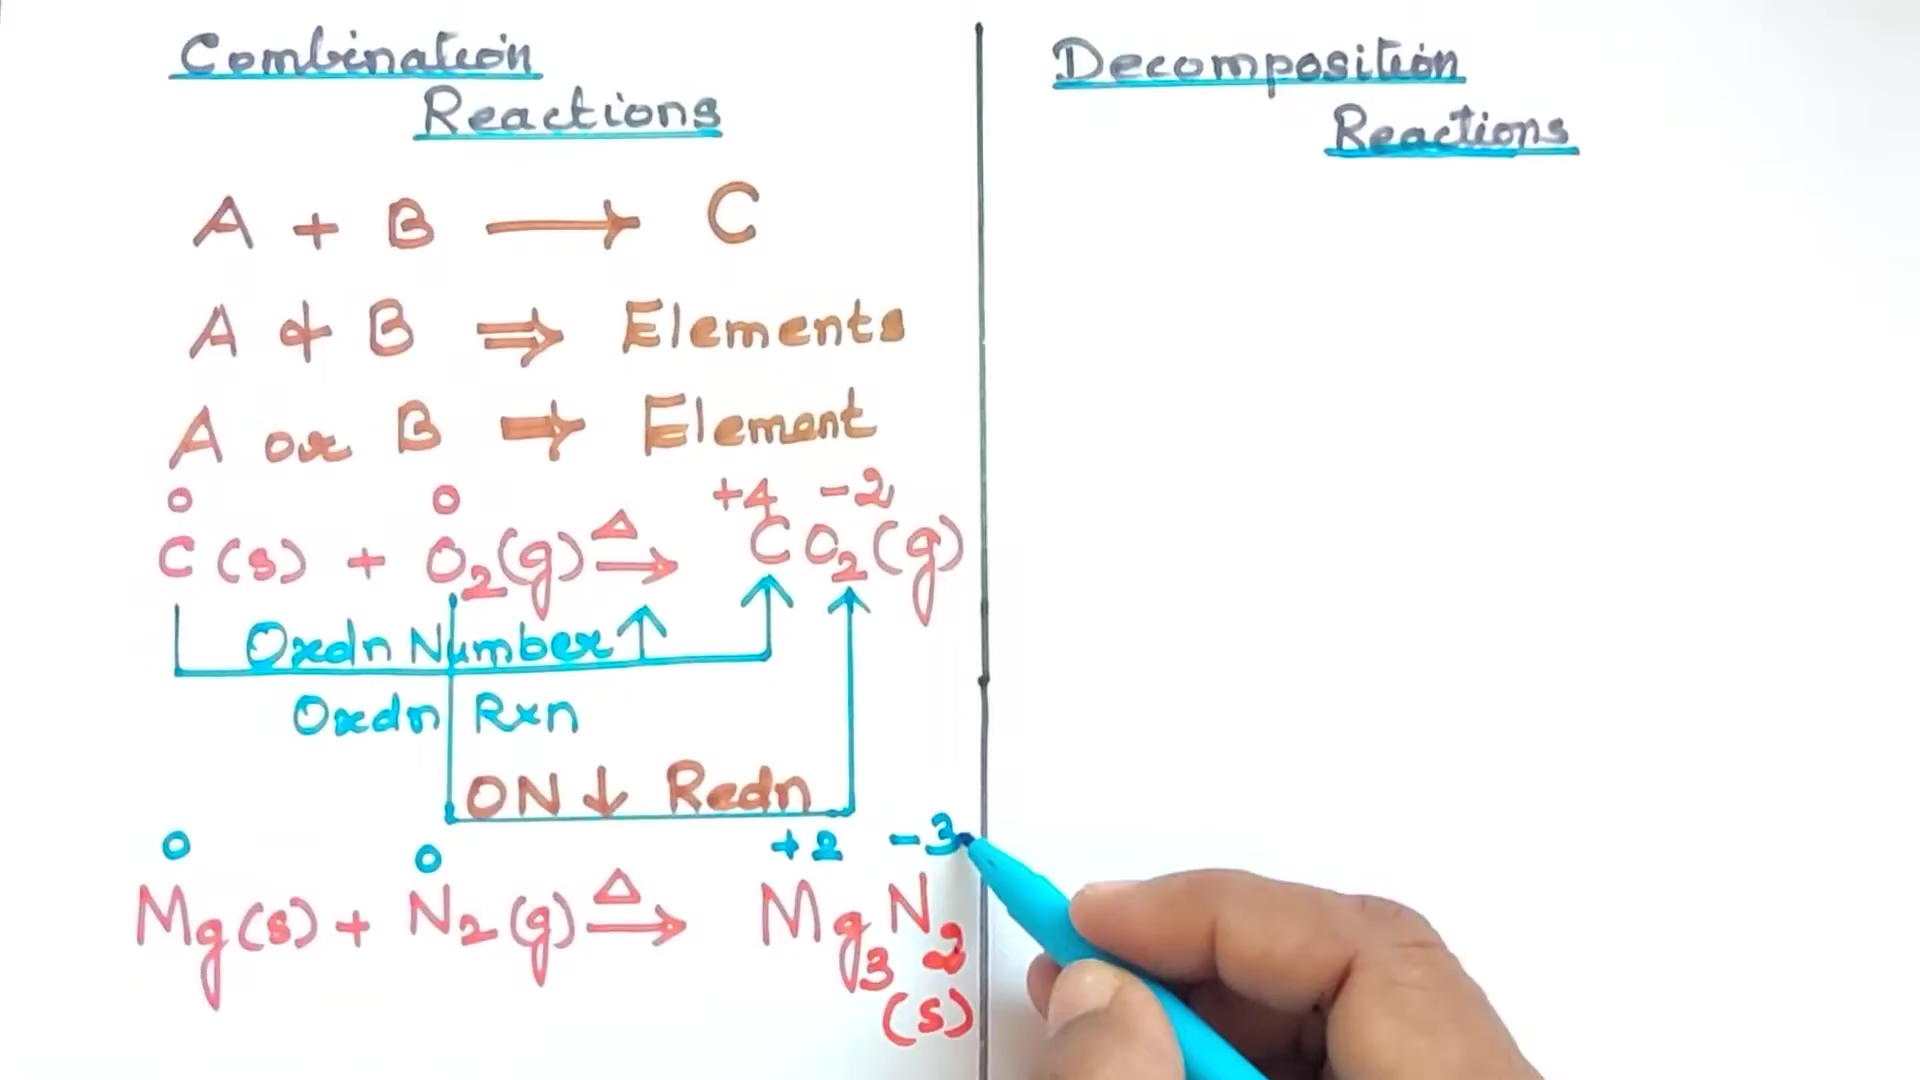 Combination
Reactions
A + B ⟶ C
A & B ⇒ Elements
A or B ⇒ Element
0 0 +4 -2
C (s) + O₂(g) Δ→ CO₂(g)
Oxdn Number ↑
Oxdn Rxn
ON ↓ Redn
0 0 +2 -3
Mg(s) + N₂(g) Δ→ Mg₃N₂
(s)
Decomposition
Reactions